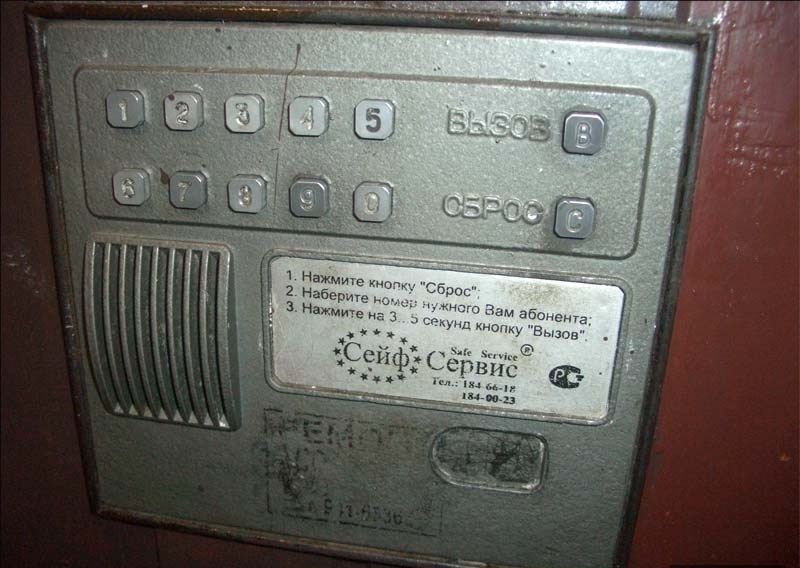 1 2 3 4 5 ВЫЗОВ В
6 7 8 9 0 СБРОС С
1. Нажмите кнопку "Сброс";
2. Наберите номер нужного Вам абонента;
3. Нажмите на 3...5 секунд кнопку "Вызов".
Safe Service ®
Сейф Сервис
Тел.: 184-66-18
184-00-23
РС